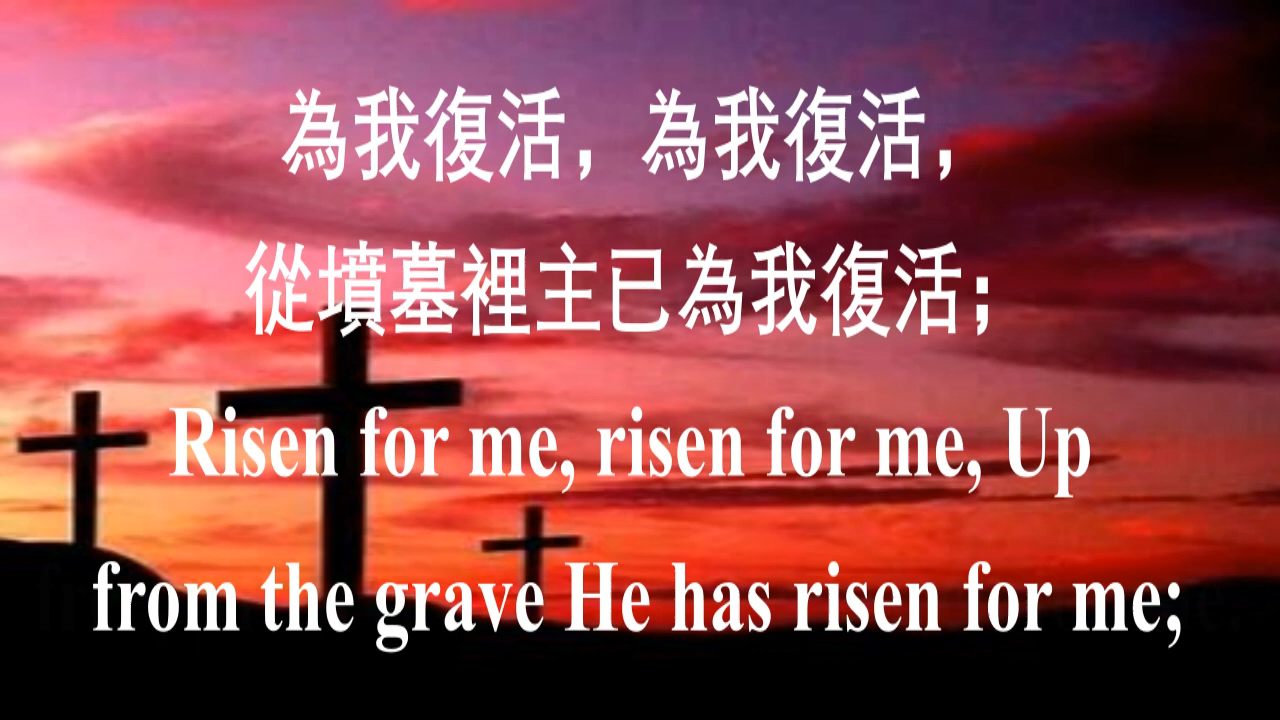 為我復活，為我復活，
從墳墓裡主已為我復活；
Risen for me, risen for me, Up
from the grave He has risen for me;